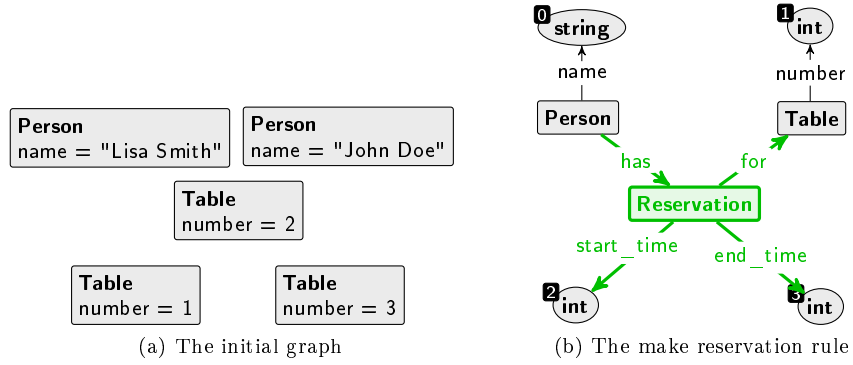 Person
name = "Lisa Smith"
Person
name = "John Doe"
Table
number = 2
Table
number = 1
Table
number = 3
(a) The initial graph
0
string
1
int
name
number
Person
Table
has
for
Reservation
start_time
end_time
2
int
3
int
(b) The make reservation rule